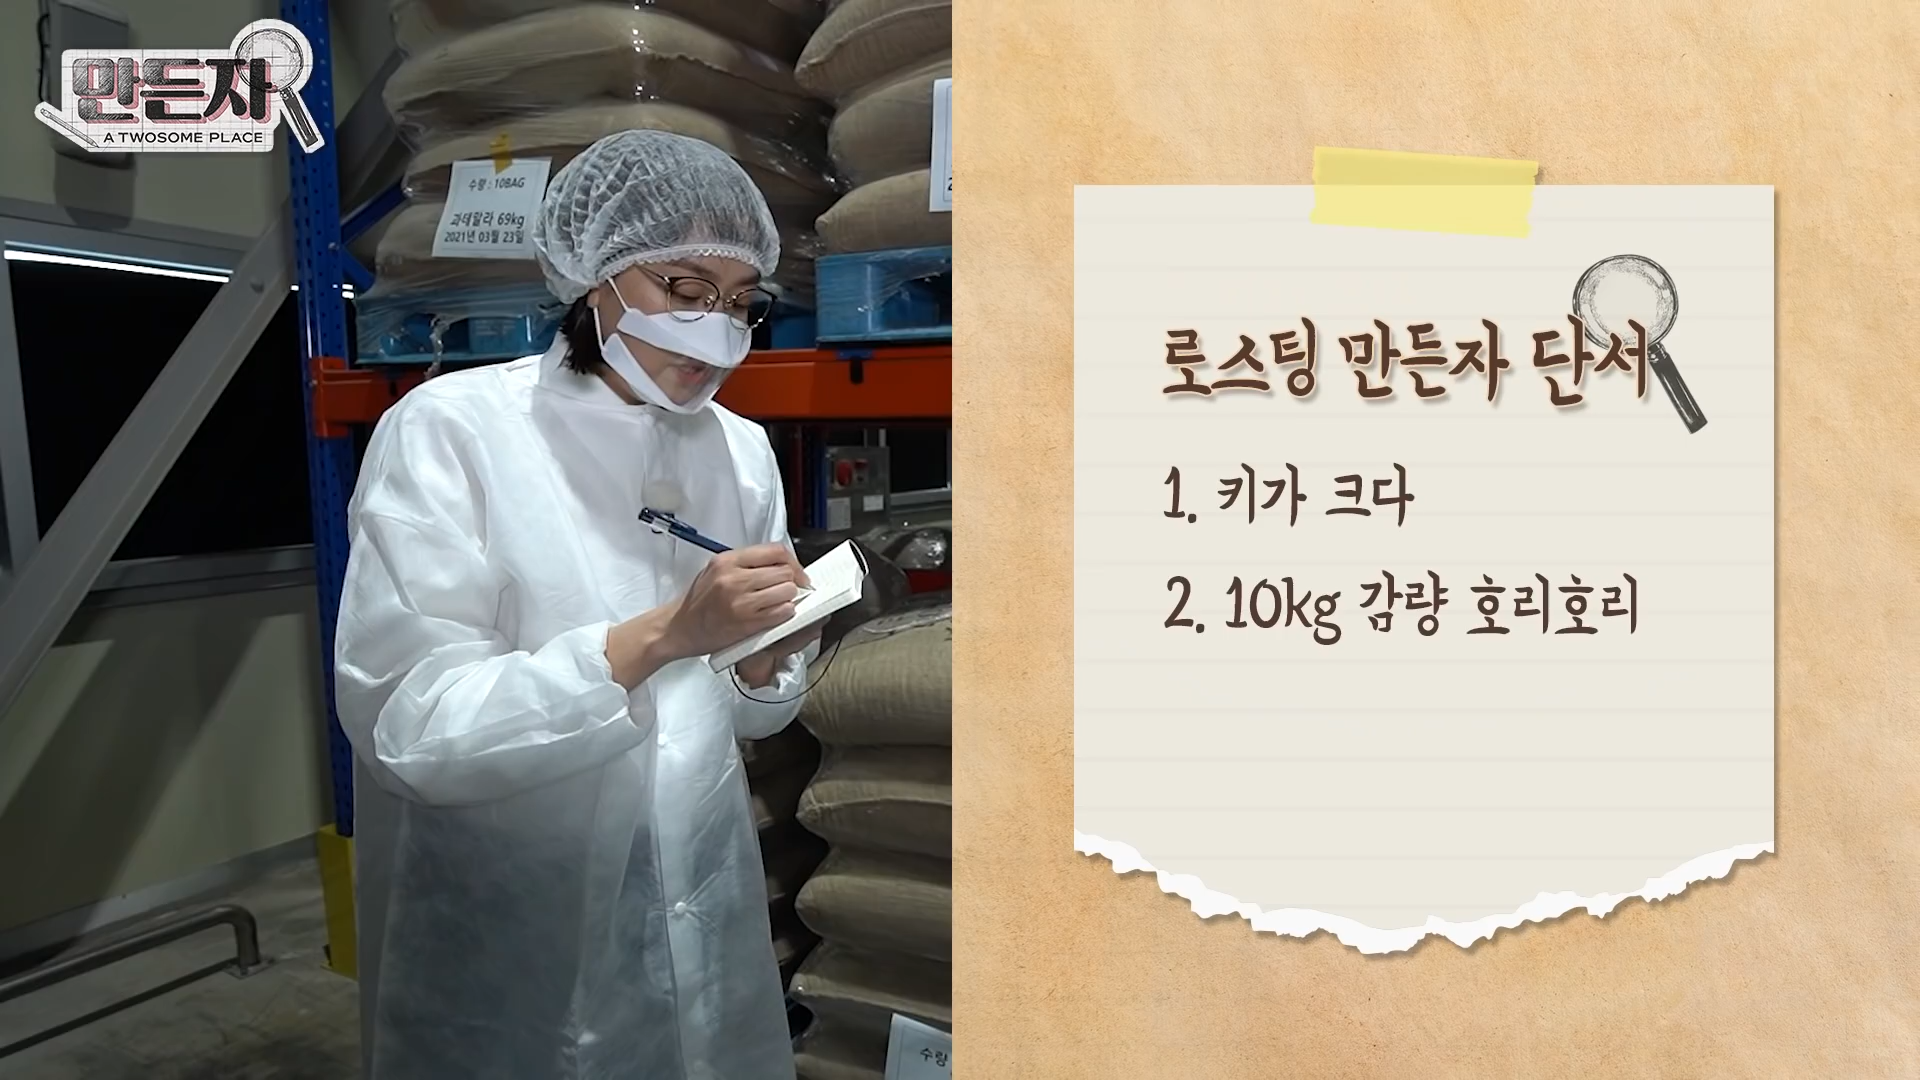 만든자
A TWOSOME PLACE
수량 : 10BAG
과테말라 69kg
2021년 03월 23일
로스팅 만든자 단서
1. 키가 크다
2. 10kg 감량 호리호리
수량